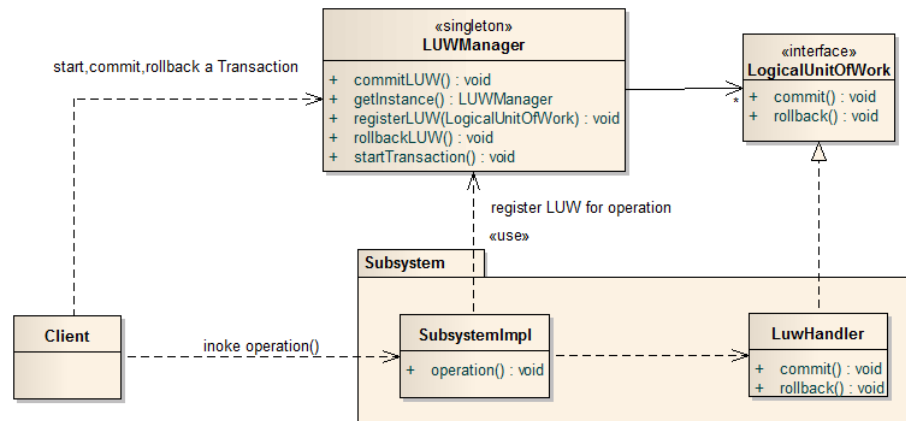 «singleton»
LUWManager
+ commitLUW() : void
+ getInstance() : LUWManager
+ registerLUW(LogicalUnitOfWork) : void
+ rollbackLUW() : void
+ startTransaction() : void
«interface»
LogicalUnitOfWork
+ commit() : void
+ rollback() : void
*
start,commit,rollback a Transaction
register LUW for operation
«use»
Subsystem
Client
inoke operation()
SubsystemImpl
+ operation() : void
LuwHandler
+ commit() : void
+ rollback() : void